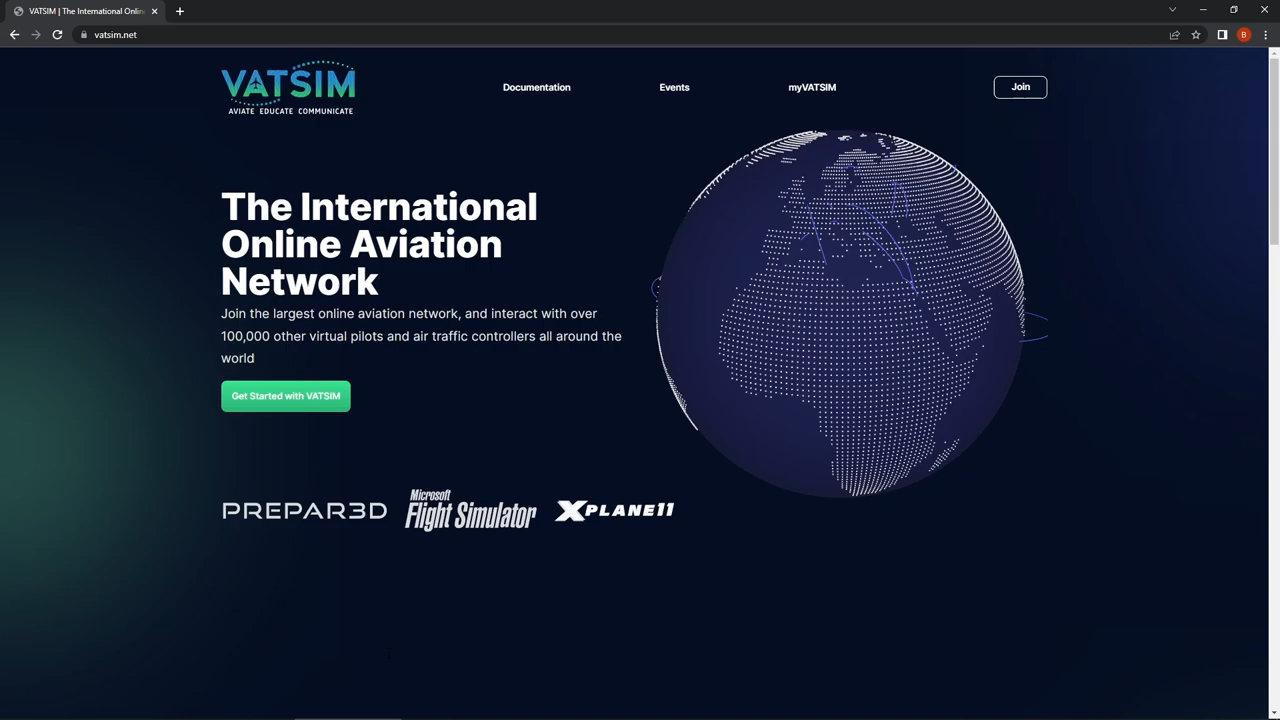 VATSIM | The International Onlin
vatsim.net
B
VATSIM
AVIATE EDUCATE COMMUNICATE
Documentation
Events
myVATSIM
Join
The International
Online Aviation
Network
Join the largest online aviation network, and interact with over
100,000 other virtual pilots and air traffic controllers all around the
world
Get Started with VATSIM
PREPAR3D
Microsoft
Flight Simulator
XPLANE11